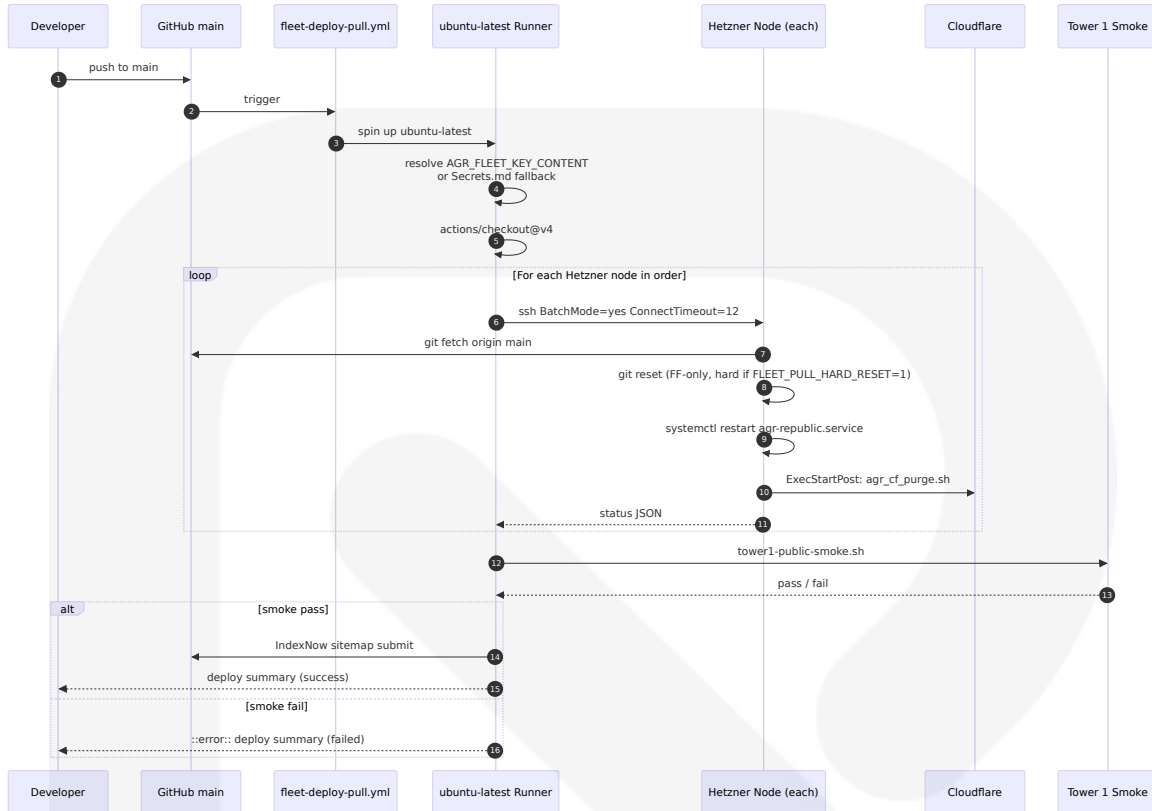 Developer
GitHub main
fleet-deploy-pull.yml
ubuntu-latest Runner
Hetzner Node (each)
Cloudflare
Tower 1 Smoke
push to main
1
trigger
2
spin up ubuntu-latest
3
resolve AGR_FLEET_KEY_CONTENT
or Secrets.md fallback
4
actions/checkout@v4
5
loop
[For each Hetzner node in order]
ssh BatchMode=yes ConnectTimeout=12
6
git fetch origin main
7
git reset (FF-only, hard if FLEET_PULL_HARD_RESET=1)
8
systemctl restart agr-republic.service
9
ExecStartPost: agr_cf_purge.sh
10
status JSON
11
tower1-public-smoke.sh
12
pass / fail
13
alt
[smoke pass]
IndexNow sitemap submit
14
deploy summary (success)
15
[smoke fail]
::error:: deploy summary (failed)
16
Developer
GitHub main
fleet-deploy-pull.yml
ubuntu-latest Runner
Hetzner Node (each)
Cloudflare
Tower 1 Smoke